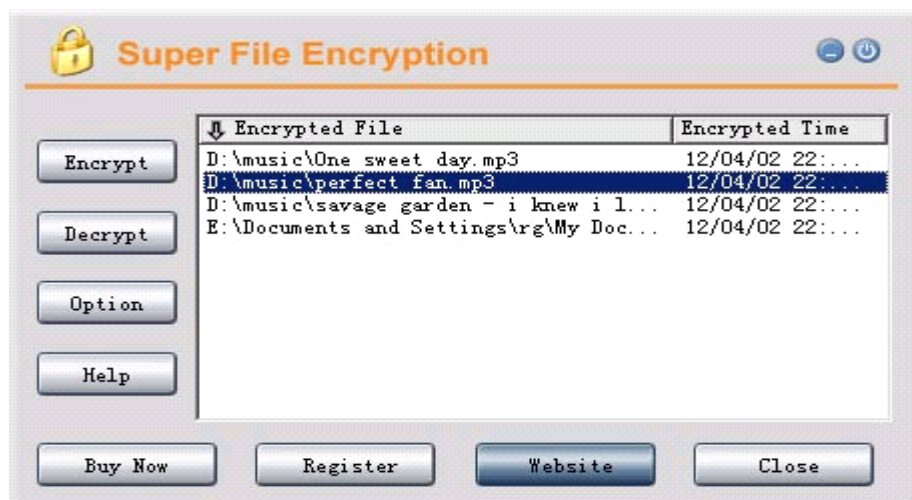 Super File Encryption
Encrypted File Encrypted Time
D:\music\One sweet day.mp3 12/04/02 22:...
D:\music\perfect fan.mp3 12/04/02 22:...
D:\music\savage garden - i knew i l... 12/04/02 22:...
E:\Documents and Settings\rg\My Doc... 12/04/02 22:...
Encrypt
Decrypt
Option
Help
Buy Now Register Website Close